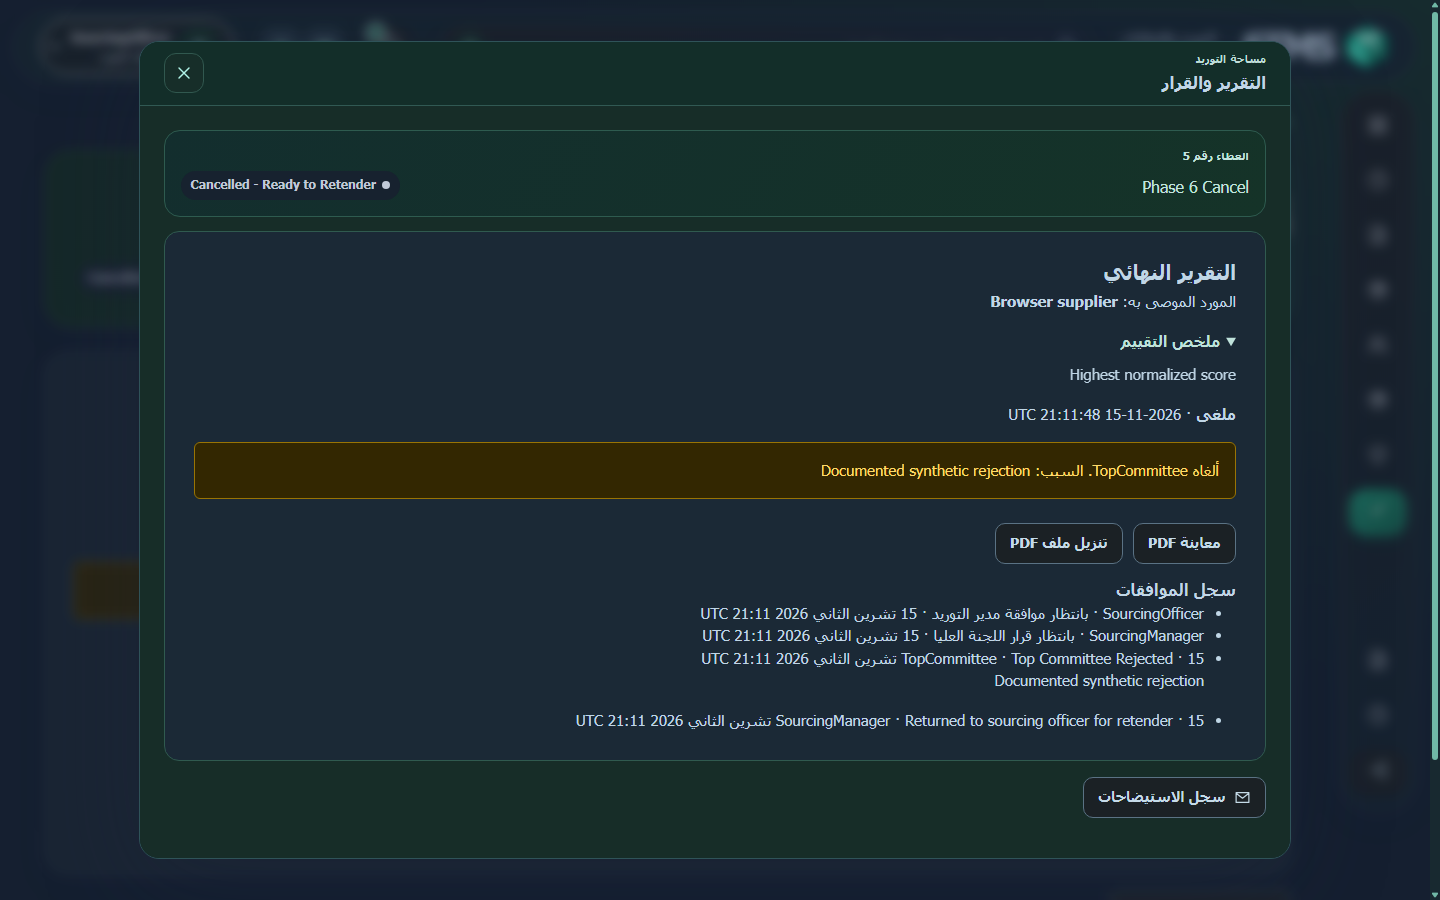 مساحة التوريد
التقرير والقرار
العطاء رقم 5
Phase 6 Cancel
Cancelled - Ready to Retender
التقرير النهائي
المورد الموصى به: Browser supplier
ملخص التقييم
Highest normalized score
ملغى · 2026-11-15 21:11:48 UTC
ألغاه TopCommittee. السبب: Documented synthetic rejection
معاينة PDF
تنزيل ملف PDF
سجل الموافقات
SourcingOfficer · بانتظار موافقة مدير التوريد · 15 تشرين الثاني 2026 21:11 UTC
SourcingManager · بانتظار قرار اللجنة العليا · 15 تشرين الثاني 2026 21:11 UTC
TopCommittee · Top Committee Rejected · 15 تشرين الثاني 2026 21:11 UTC
Documented synthetic rejection
SourcingManager · Returned to sourcing officer for retender · 15 تشرين الثاني 2026 21:11 UTC
سجل الاستيضاحات